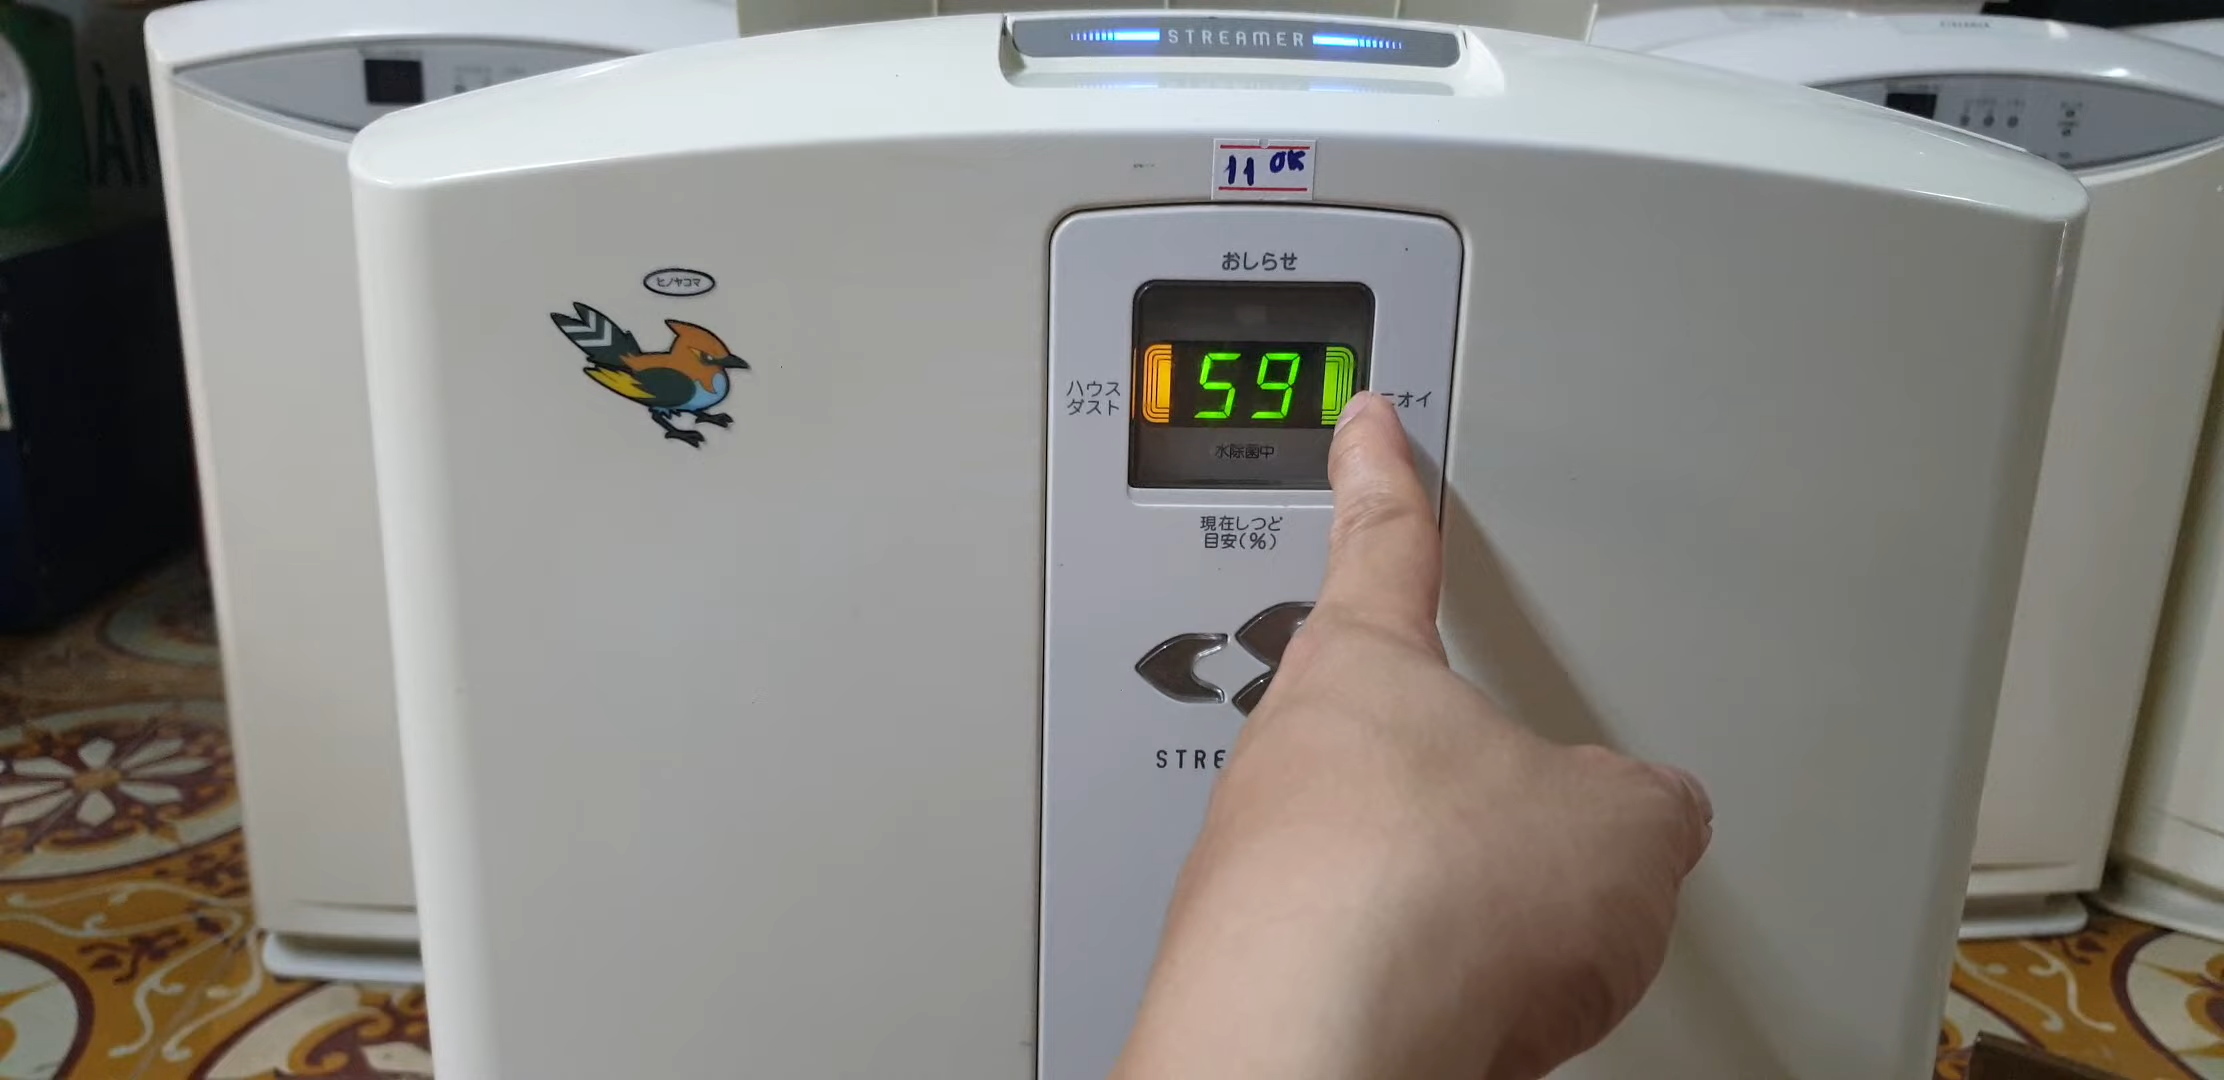 STREAMER
11 OK
おしらせ
ヒノヤコマ
59
ハウス
ダスト
ニオイ
水除菌中
現在しつど
目安(%)
STRE